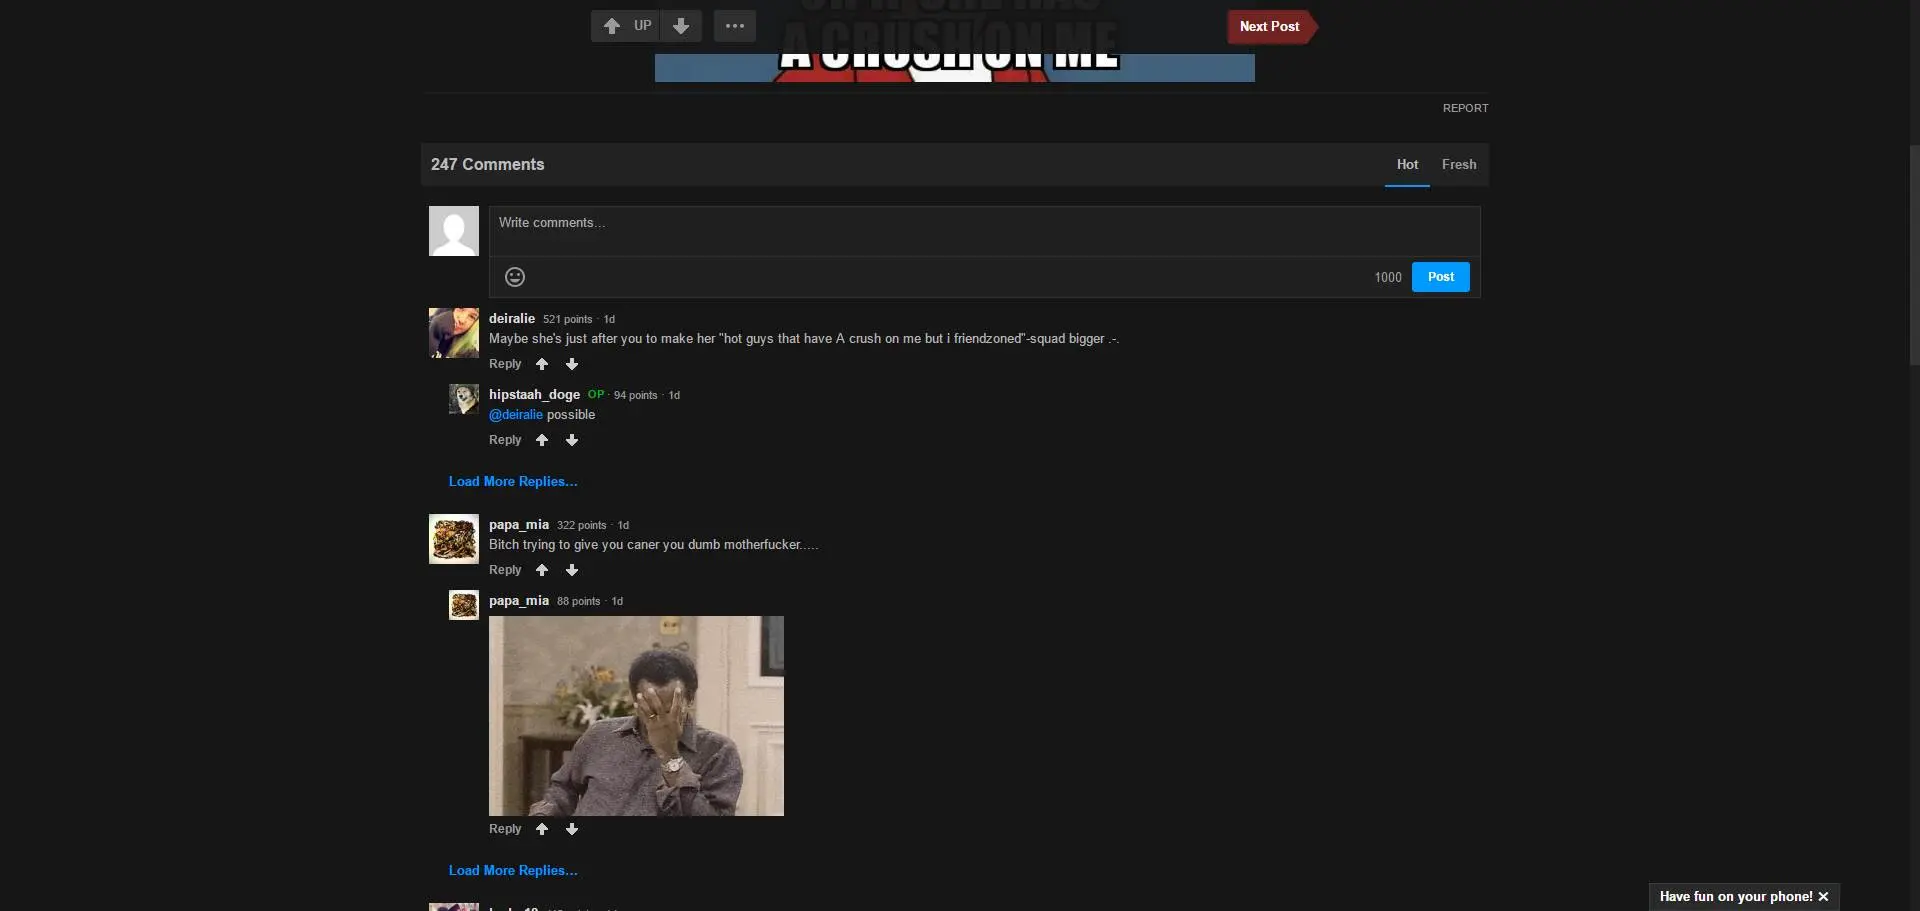 OR IF SHE HAS
UP
Next Post
A CRUSH ON ME
REPORT
247 Comments
Hot
Fresh
Write comments...
1000
Post
deiralie 521 points · 1d
Maybe she's just after you to make her "hot guys that have A crush on me but i friendzoned"-squad bigger .-.
Reply
hipstaah_doge OP · 94 points · 1d
@deiralie possible
Reply
Load More Replies...
papa_mia 322 points · 1d
Bitch trying to give you caner you dumb motherfucker.....
Reply
papa_mia 88 points · 1d
Reply
Load More Replies...
Have fun on your phone! ✕